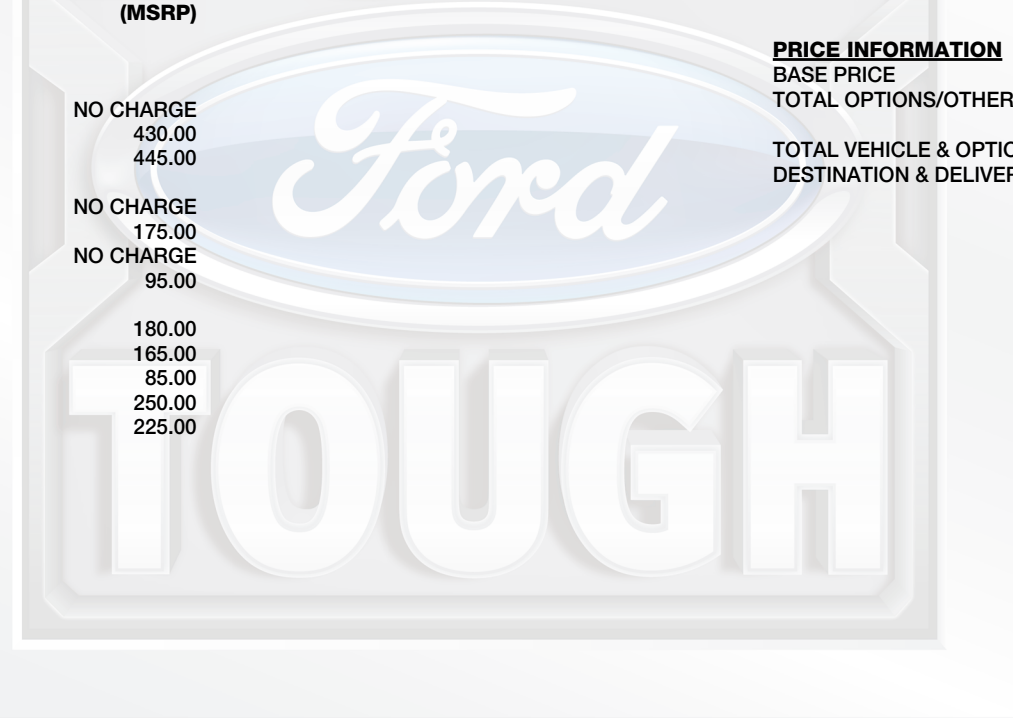 (MSRP)
NO CHARGE
430.00
445.00
NO CHARGE
175.00
NO CHARGE
95.00
180.00
165.00
85.00
250.00
225.00
PRICE INFORMATION
BASE PRICE
TOTAL OPTIONS/OTHER
TOTAL VEHICLE & OPTIO
DESTINATION & DELIVER
Ford
TOUGH